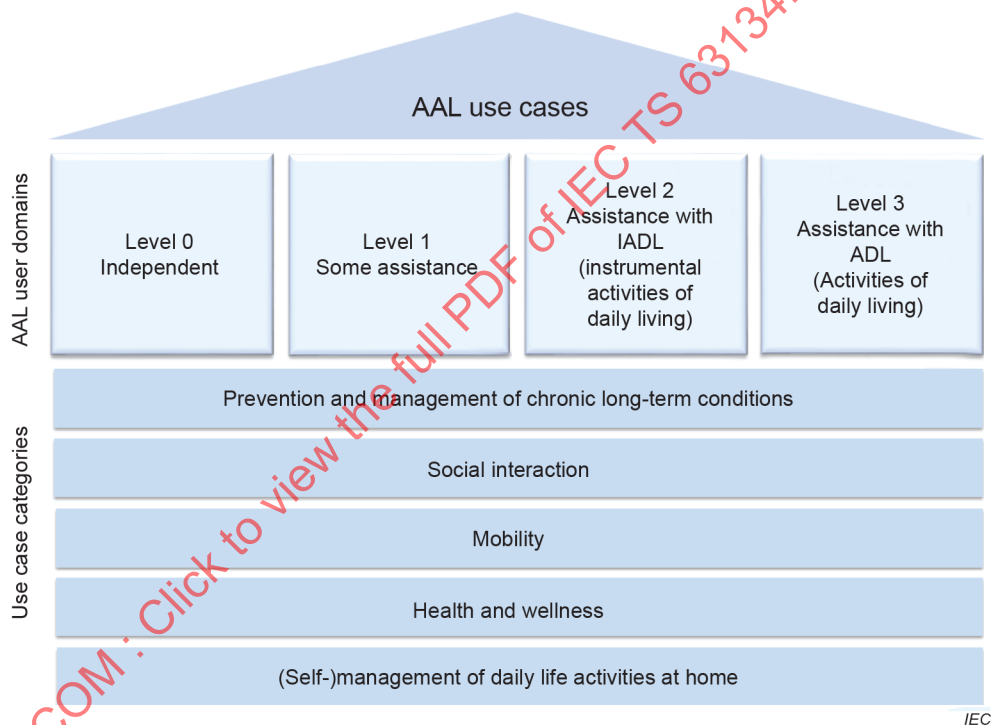 AAL use cases
AAL user domains
Level 0
Independent
Level 1
Some assistance
Level 2
Assistance with
IADL
(instrumental
activities of
daily living)
Level 3
Assistance with
ADL
(Activities of
daily living)
Use case categories
Prevention and management of chronic long-term conditions
Social interaction
Mobility
Health and wellness
(Self-)management of daily life activities at home
IEC
COM : Click to view the full PDF of IEC TS 63134